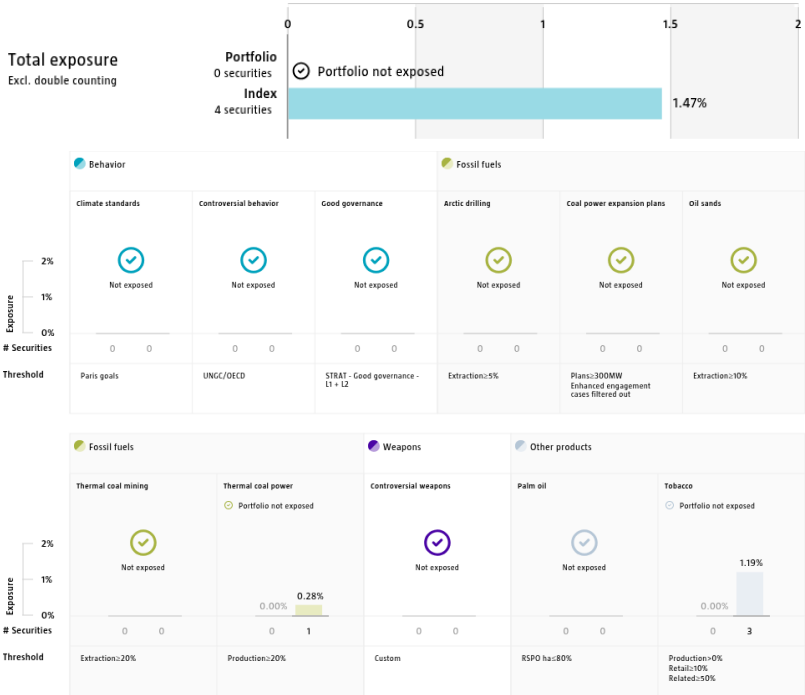 0 0.5 1 1.5 2
Total exposure
Excl. double counting
Portfolio
0 securities
Portfolio not exposed
Index
4 securities
1.47%
Behavior
Fossil fuels
Climate standards
Controversial behavior
Good governance
Arctic drilling
Coal power expansion plans
Oil sands
Exposure
2%
1%
0%
Not exposed
Not exposed
Not exposed
Not exposed
Not exposed
Not exposed
# Securities
0 0 0 0 0 0 0 0 0 0 0 0
Threshold
Paris goals
UNGC/OECD
STRAT - Good governance -
L1 + L2
Extraction≥5%
Plans≥300MW
Enhanced engagement
cases filtered out
Extraction≥10%
Fossil fuels
Weapons
Other products
Thermal coal mining
Thermal coal power
Controversial weapons
Palm oil
Tobacco
Portfolio not exposed
Portfolio not exposed
Exposure
2%
1%
0%
Not exposed
0.00%
0.28%
Not exposed
Not exposed
0.00%
1.19%
# Securities
0 0 0 1 0 0 0 0 0 3
Threshold
Extraction≥20%
Production≥20%
Custom
RSPO ha≤80%
Production>0%
Retail≥10%
Related≥50%